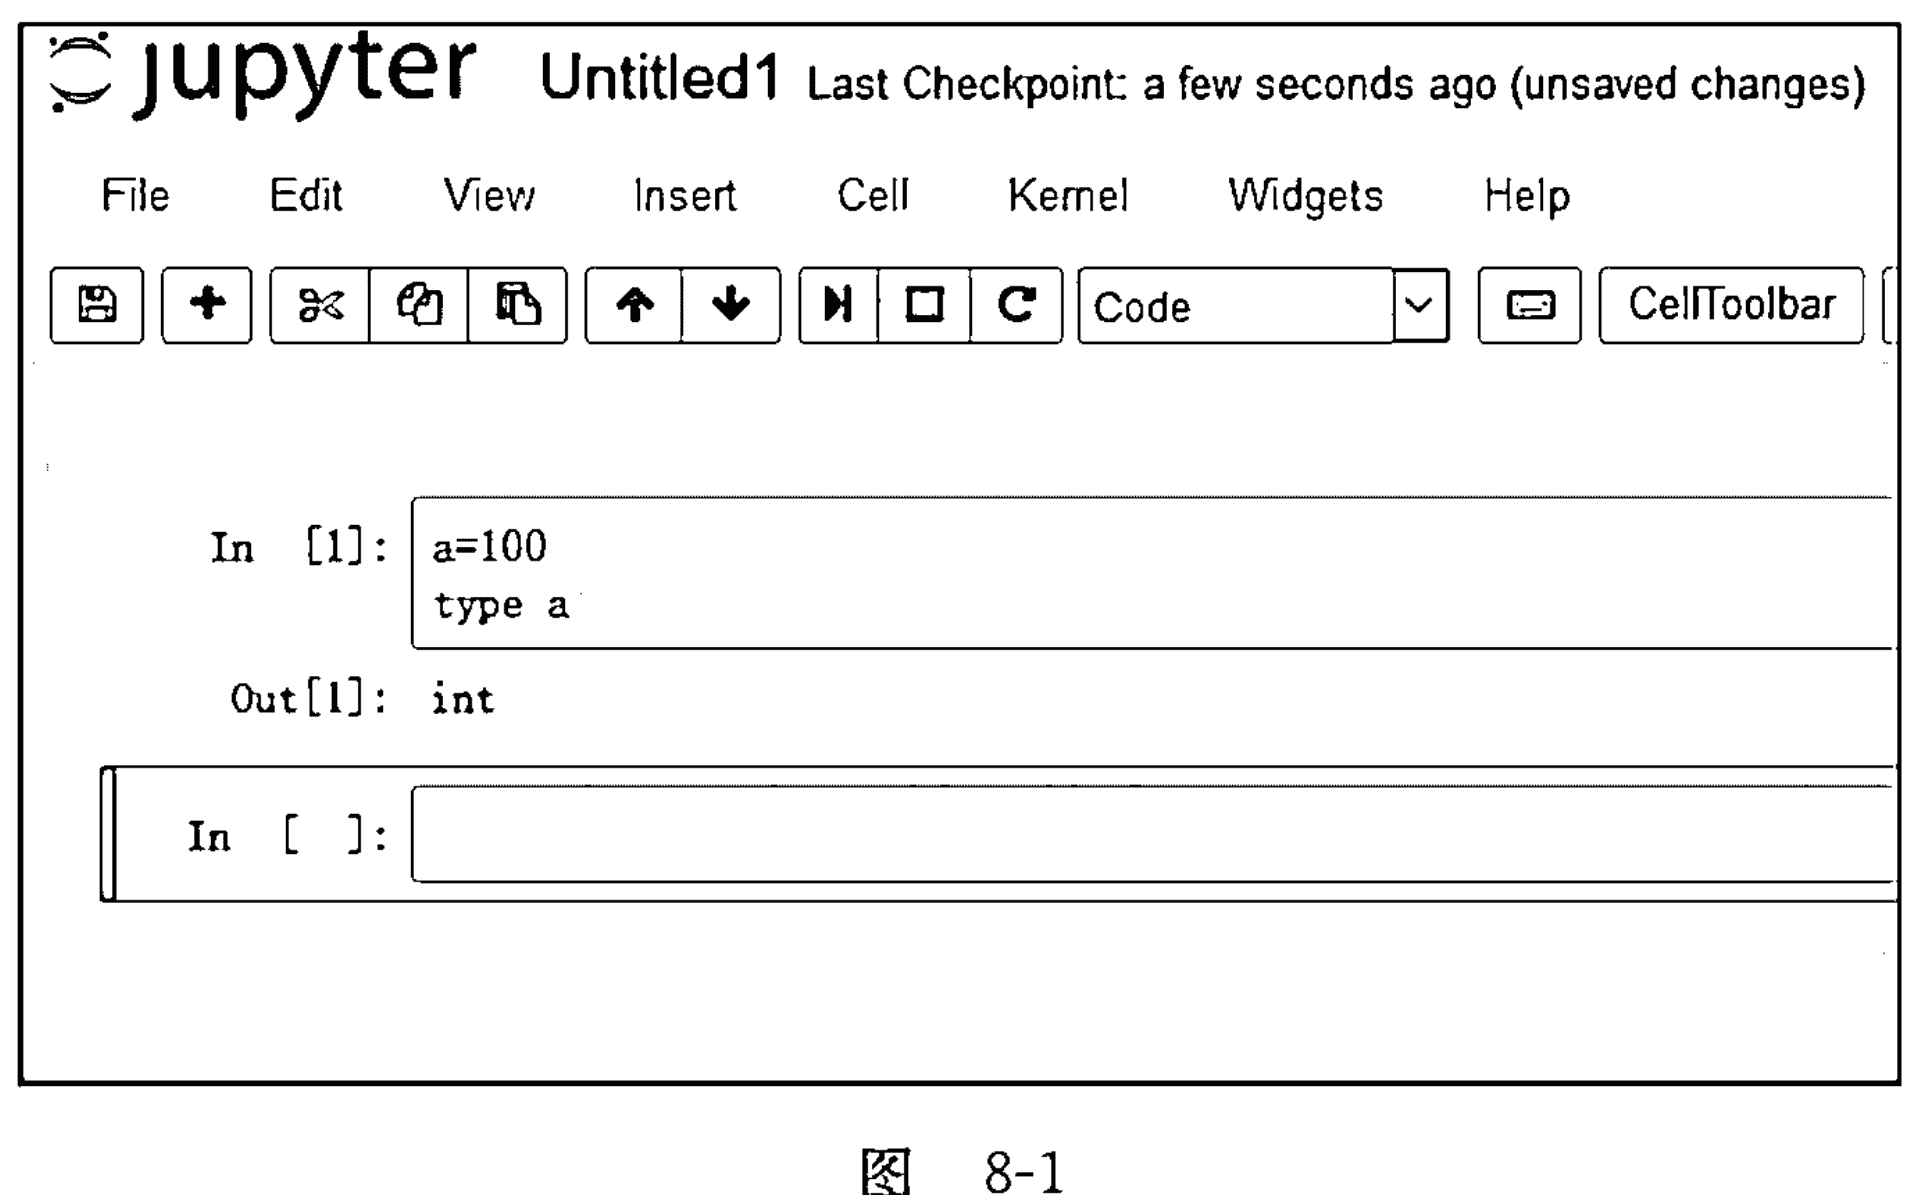 jupyter Untitled1 Last Checkpoint: a few seconds ago (unsaved changes)
File Edit View Insert Cell Kernel Widgets Help
Code CellToolbar
In [1]: a=100
type a
Out[1]: int
In [ ]:
图 8-1